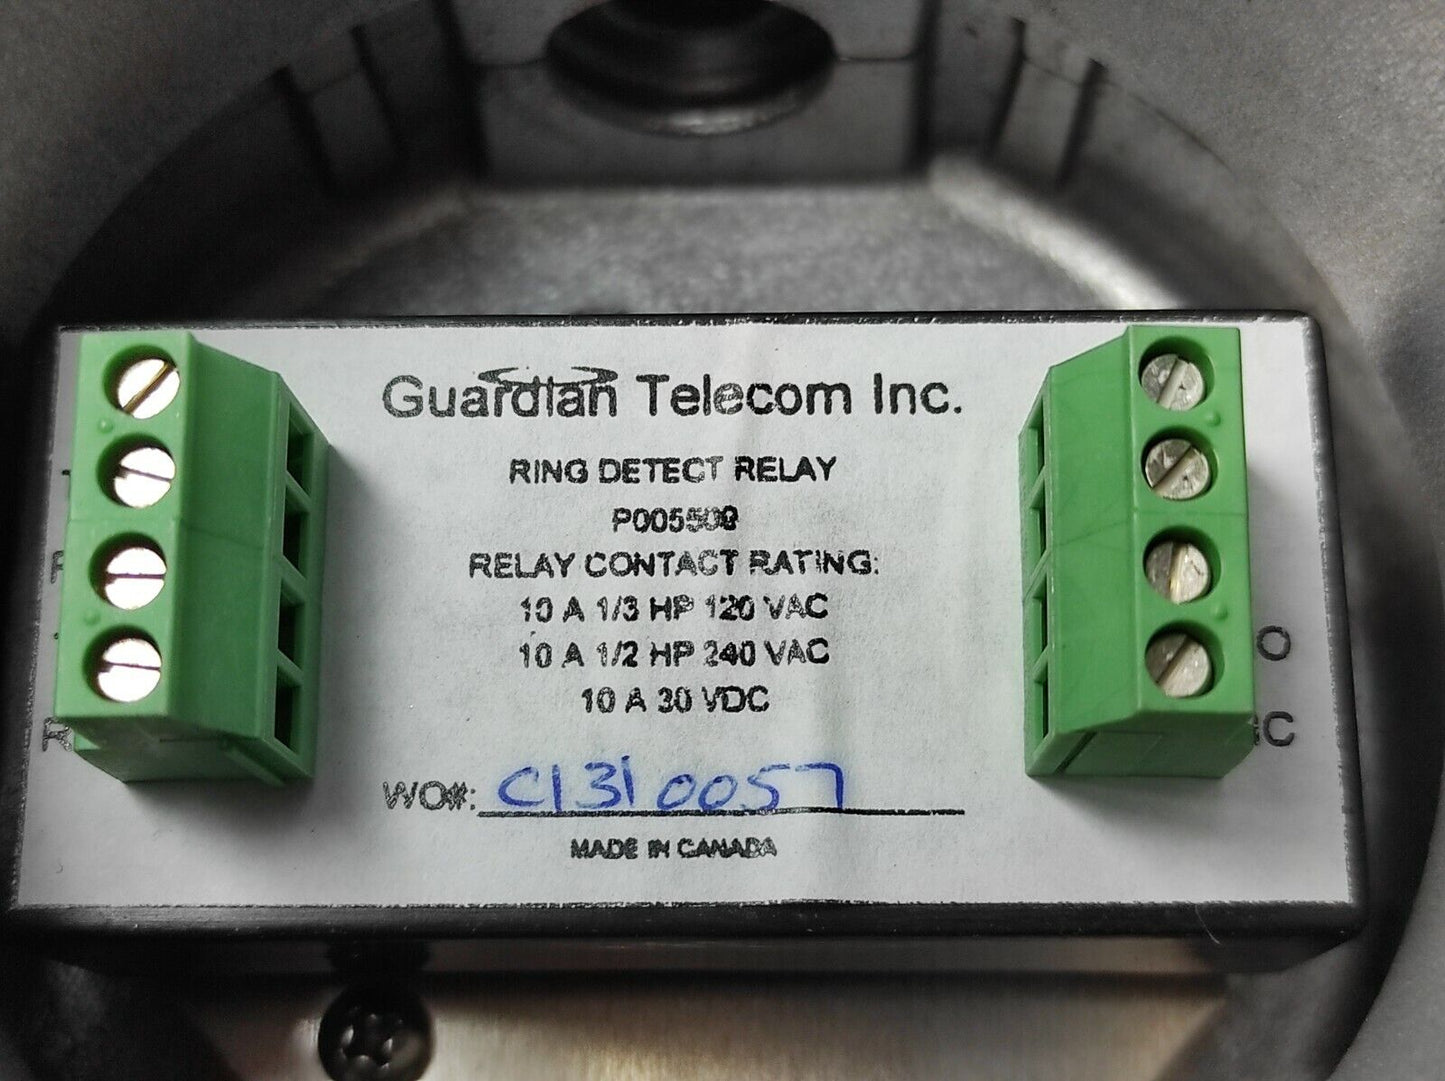 Guardian Telecom Inc.
RING DETECT RELAY
P005509
RELAY CONTACT RATING:
10 A 1/3 HP 120 VAC
10 A 1/2 HP 240 VAC
10 A 30 VDC
WO#: C1310057
MADE IN CANADA